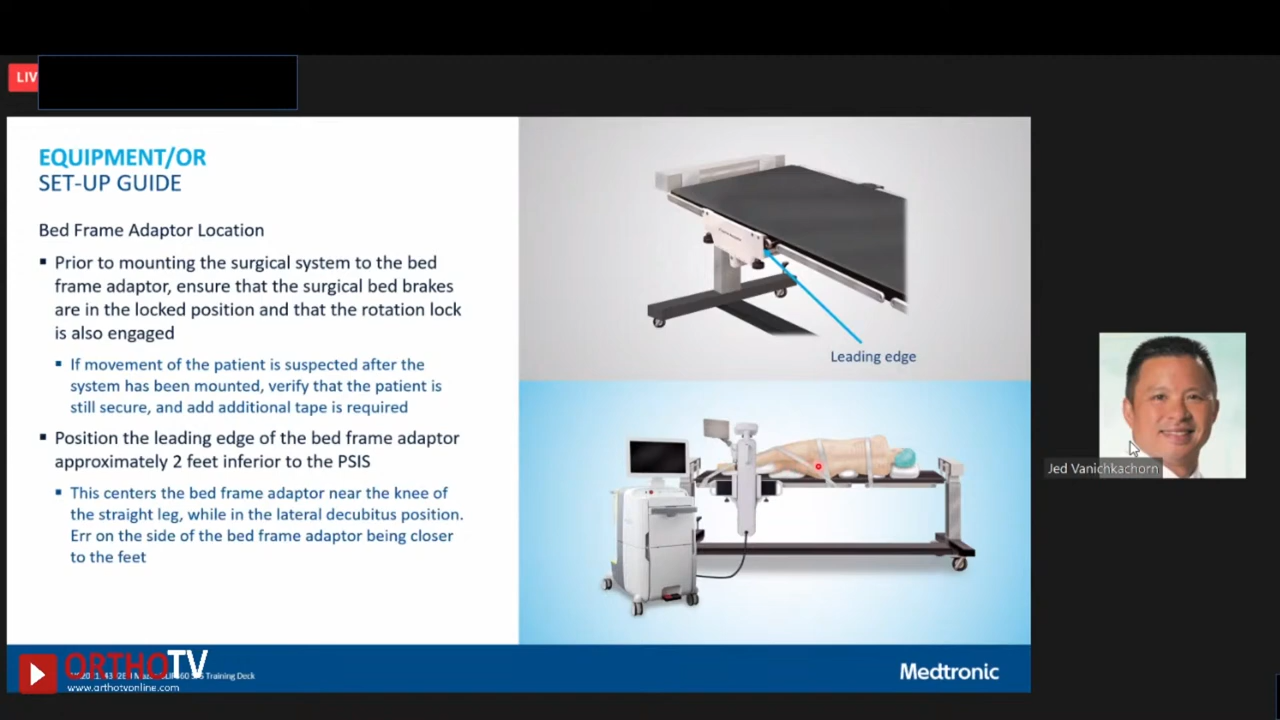 LIV
EQUIPMENT/OR
SET-UP GUIDE
Bed Frame Adaptor Location
▪ Prior to mounting the surgical system to the bed
frame adaptor, ensure that the surgical bed brakes
are in the locked position and that the rotation lock
is also engaged
▪ If movement of the patient is suspected after the
system has been mounted, verify that the patient is
still secure, and add additional tape is required
▪ Position the leading edge of the bed frame adaptor
approximately 2 feet inferior to the PSIS
▪ This centers the bed frame adaptor near the knee of
the straight leg, while in the lateral decubitus position.
Err on the side of the bed frame adaptor being closer
to the feet
Leading edge
Jed Vanichkachorn
ORTHOTV
Training Deck
www.orthotvonline.com
Medtronic